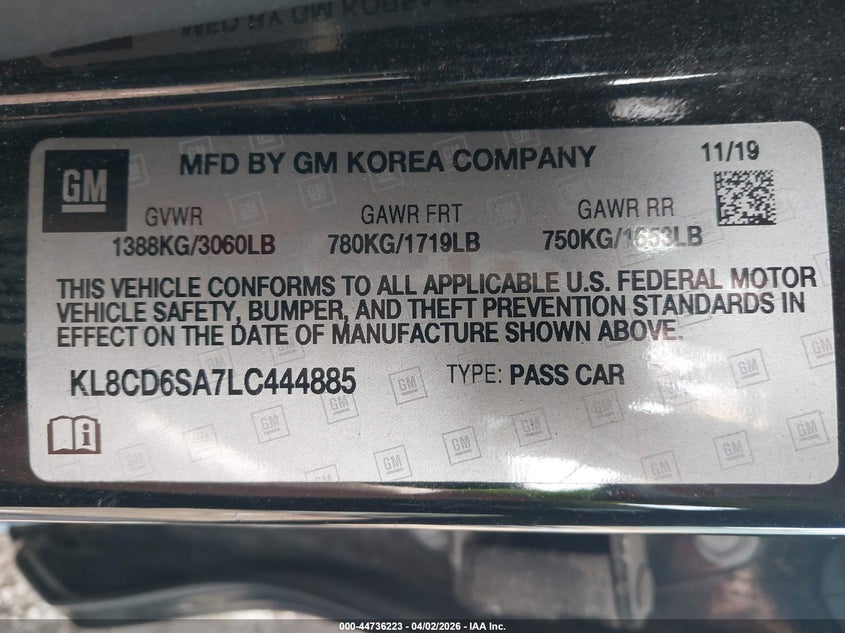 MFD BY GM KOREA COMPANY 11/19
GM
GVWR GAWR FRT GAWR RR
1388KG/3060LB 780KG/1719LB 750KG/1653LB
THIS VEHICLE CONFORMS TO ALL APPLICABLE U.S. FEDERAL MOTOR
VEHICLE SAFETY, BUMPER, AND THEFT PREVENTION STANDARDS IN
EFFECT ON THE DATE OF MANUFACTURE SHOWN ABOVE.
KL8CD6SA7LC444885 TYPE: PASS CAR
000-44736223 - 04/02/2026 - IAA Inc.